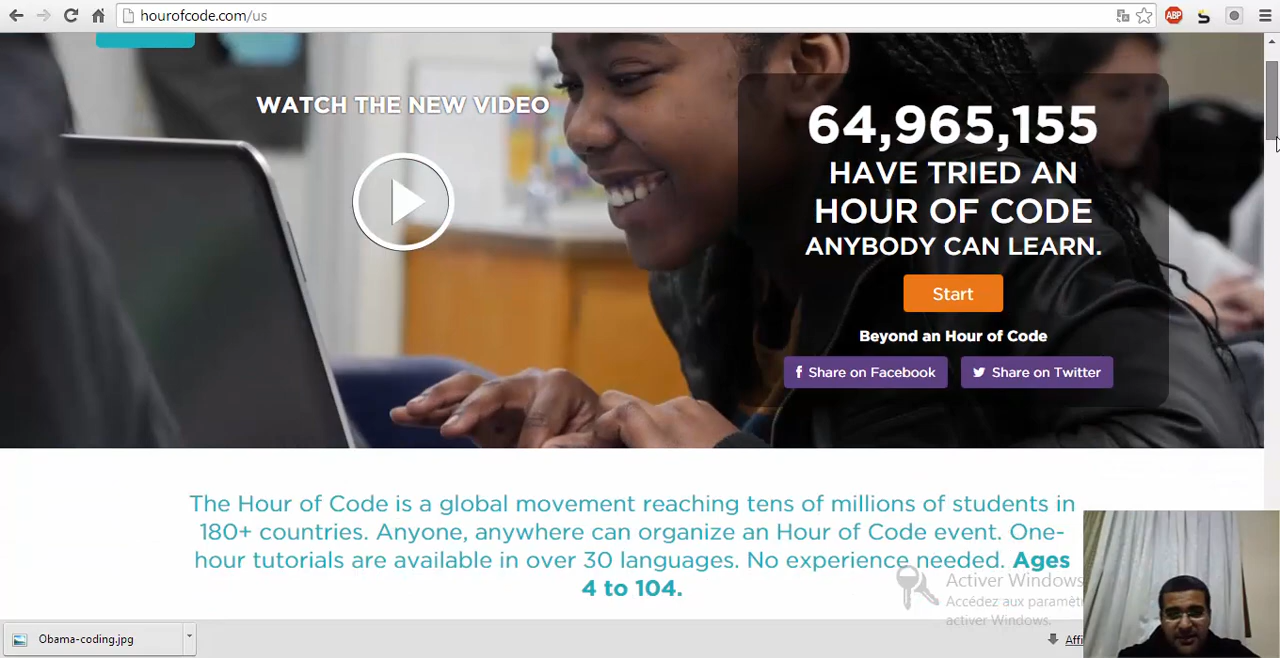 hourofcode.com/us
ABP
WATCH THE NEW VIDEO
64,965,155
HAVE TRIED AN
HOUR OF CODE
ANYBODY CAN LEARN.
Start
Beyond an Hour of Code
Share on Facebook
Share on Twitter
The Hour of Code is a global movement reaching tens of millions of students in
180+ countries. Anyone, anywhere can organize an Hour of Code event. One-
hour tutorials are available in over 30 languages. No experience needed. Ages
4 to 104.
Activer Windows
Accédez aux paramèt
activer Windows.
Obama-coding.jpg
Affi